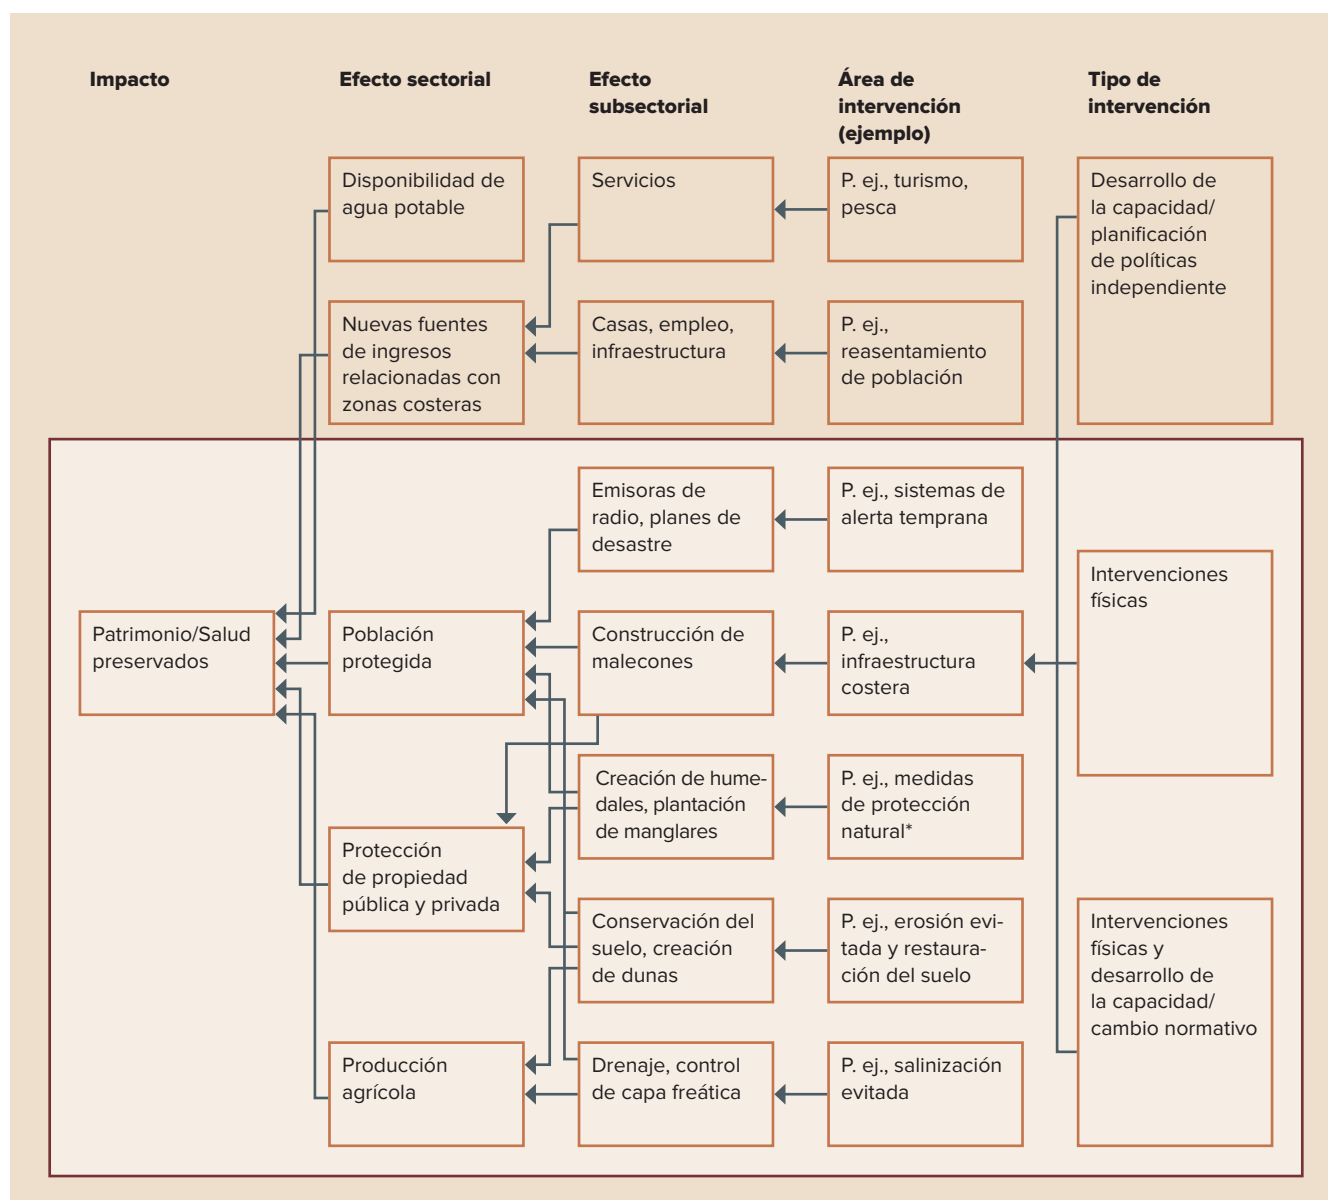 Impacto
Efecto sectorial
Efecto
subsectorial
Área de
intervención
(ejemplo)
Tipo de
intervención
Disponibilidad de
agua potable
Servicios
P. ej., turismo,
pesca
Desarrollo de
la capacidad/
planificación
de políticas
independiente
Nuevas fuentes
de ingresos
relacionadas con
zonas costeras
Casas, empleo,
infraestructura
P. ej.,
reasentamiento
de población
Emisoras de
radio, planes de
desastre
P. ej., sistemas de
alerta temprana
Intervenciones
físicas
Patrimonio/Salud
preservados
Población
protegida
Construcción de
malecones
P. ej.,
infraestructura
costera
Creación de hume-
dales, plantación
de manglares
P. ej., medidas
de protección
natural*
Protección
de propiedad
pública y privada
Conservación del
suelo, creación
de dunas
P. ej., erosión evi-
tada y restaura-
ción del suelo
Intervenciones
físicas y
desarrollo de
la capacidad/
cambio normativo
Producción
agrícola
Drenaje, control
de capa freática
P. ej., salinización
evitada